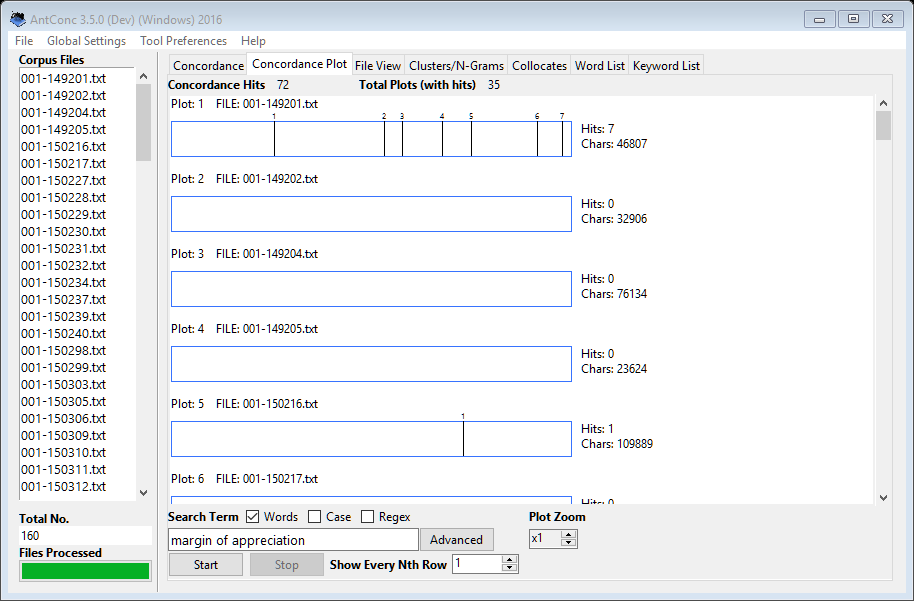 AntConc 3.5.0 (Dev) (Windows) 2016
File Global Settings Tool Preferences Help
Corpus Files
001-149201.txt
001-149202.txt
001-149204.txt
001-149205.txt
001-150216.txt
001-150217.txt
001-150227.txt
001-150228.txt
001-150229.txt
001-150230.txt
001-150231.txt
001-150232.txt
001-150234.txt
001-150237.txt
001-150239.txt
001-150240.txt
001-150298.txt
001-150299.txt
001-150303.txt
001-150305.txt
001-150306.txt
001-150309.txt
001-150310.txt
001-150311.txt
001-150312.txt
Total No.
160
Files Processed
Concordance Concordance Plot File View Clusters/N-Grams Collocates Word List Keyword List
Concordance Hits 72 Total Plots (with hits) 35
Plot: 1 FILE: 001-149201.txt
1 2 3 4 5 6 7
Hits: 7
Chars: 46807
Plot: 2 FILE: 001-149202.txt
Hits: 0
Chars: 32906
Plot: 3 FILE: 001-149204.txt
Hits: 0
Chars: 76134
Plot: 4 FILE: 001-149205.txt
Hits: 0
Chars: 23624
Plot: 5 FILE: 001-150216.txt
1
Hits: 1
Chars: 109889
Plot: 6 FILE: 001-150217.txt
Hits: 0
Search Term Words Case Regex Plot Zoom
margin of appreciation Advanced x1
Start Stop Show Every Nth Row 1